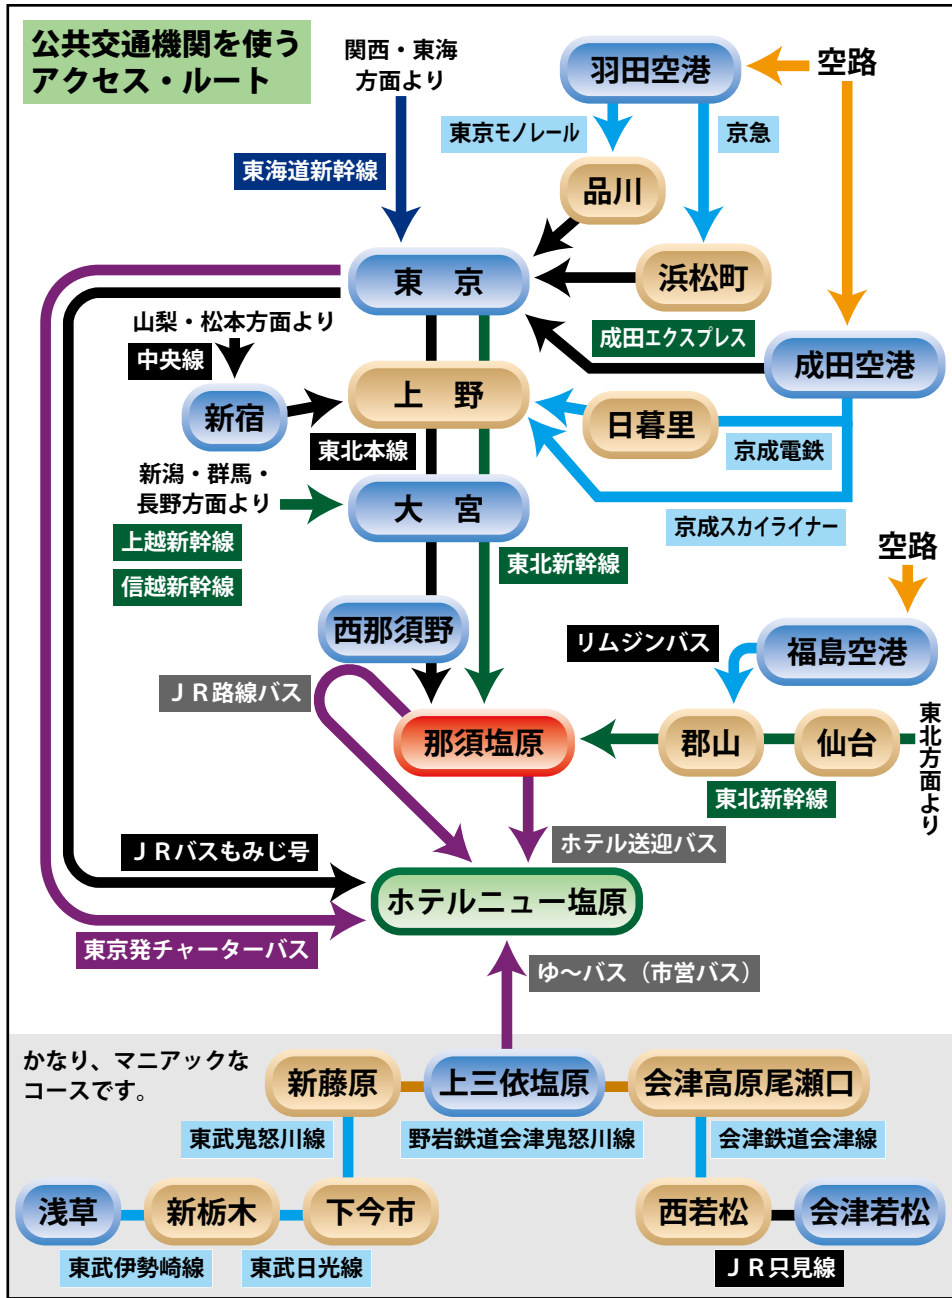 公共交通機関を使う
アクセス・ルート
関西・東海
方面より
羽田空港
空路
東京モノレール
京急
東海道新幹線
品川
東　京
浜松町
山梨・松本方面より
成田エクスプレス
中央線
成田空港
上　野
新宿
日暮里
東北本線
京成電鉄
新潟・群馬・
長野方面より
大　宮
京成スカイライナー
上越新幹線
空路
東北新幹線
信越新幹線
西那須野
リムジンバス
福島空港
ＪＲ路線バス
那須塩原
郡山
仙台
東北方面より
東北新幹線
ＪＲバスもみじ号
ホテル送迎バス
ホテルニュー塩原
東京発チャーターバス
ゆ〜バス（市営バス）
かなり、マニアックな
コースです。
新藤原
上三依塩原
会津高原尾瀬口
東武鬼怒川線
野岩鉄道会津鬼怒川線
会津鉄道会津線
浅草
新栃木
下今市
西若松
会津若松
東武伊勢崎線
東武日光線
ＪＲ只見線